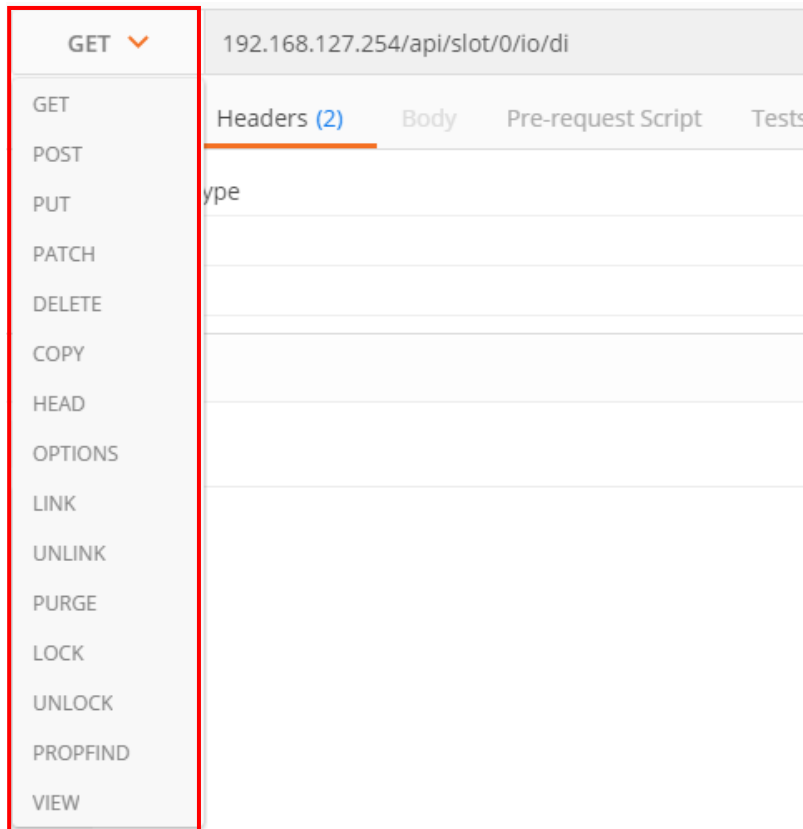 GET 192.168.127.254/api/slot/0/io/di
GET
Headers (2) Body Pre-request Script Tests
POST
ype
PUT
PATCH
DELETE
COPY
HEAD
OPTIONS
LINK
UNLINK
PURGE
LOCK
UNLOCK
PROPFIND
VIEW